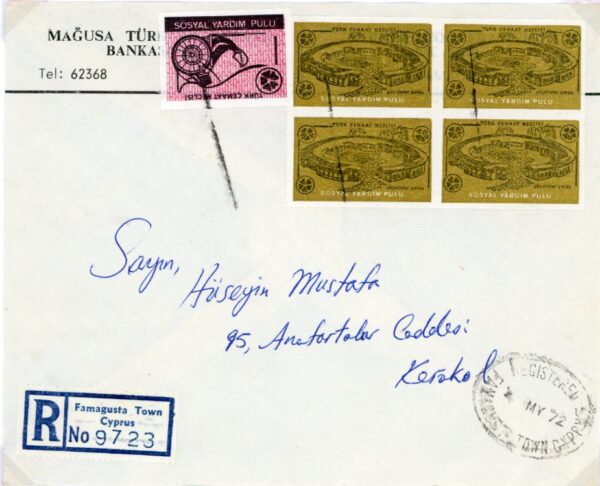 MAĞUSA TÜR
BANKAS
Tel: 62368
SOSYAL YARDIM PULU
TÜRK CEMAAT MECLİSİ
TÜRK CEMAAT MECLİSİ
SOSYAL YARDIM PULU
TÜRK CEMAAT MECLİSİ
SOSYAL YARDIM PULU
TÜRK CEMAAT MECLİSİ
SOSYAL YARDIM PULU
TÜRK CEMAAT MECLİSİ
SOSYAL YARDIM PULU
Sayın,
Hüseyin Mustafa
95, Anafartalar Caddesi
R
Famagusta Town
Cyprus
No 9723
REGISTERED
MY 72
TOWN, CYPRUS